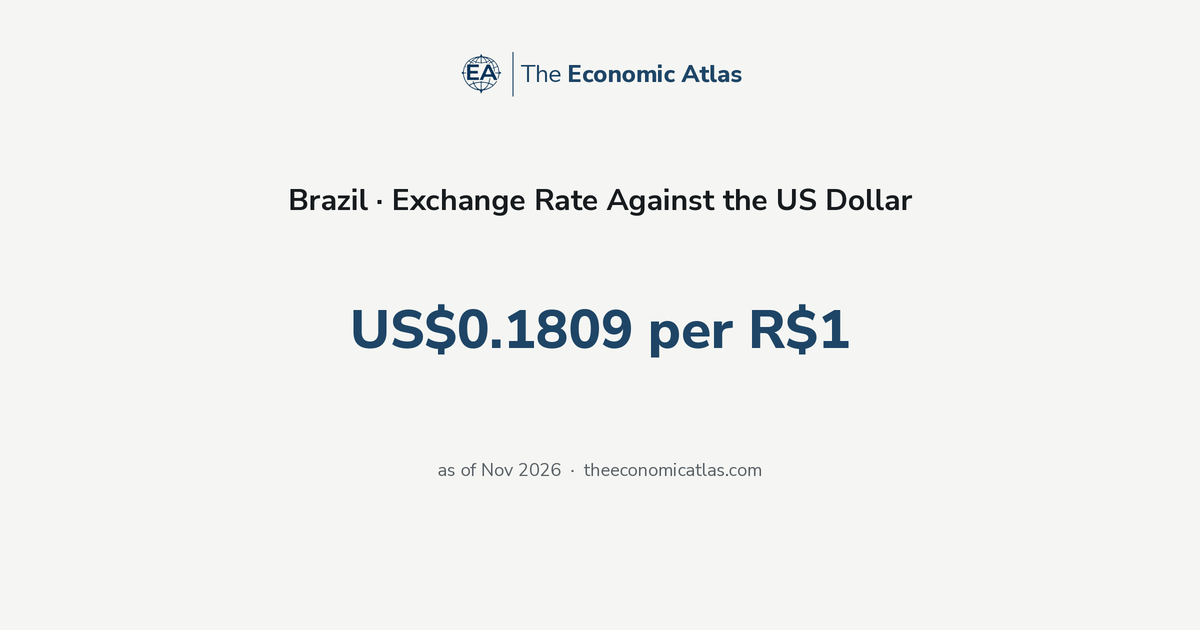 EA The Economic Atlas
Brazil · Exchange Rate Against the US Dollar
US$0.1809 per R$1
as of Nov 2026 · theeconomicatlas.com